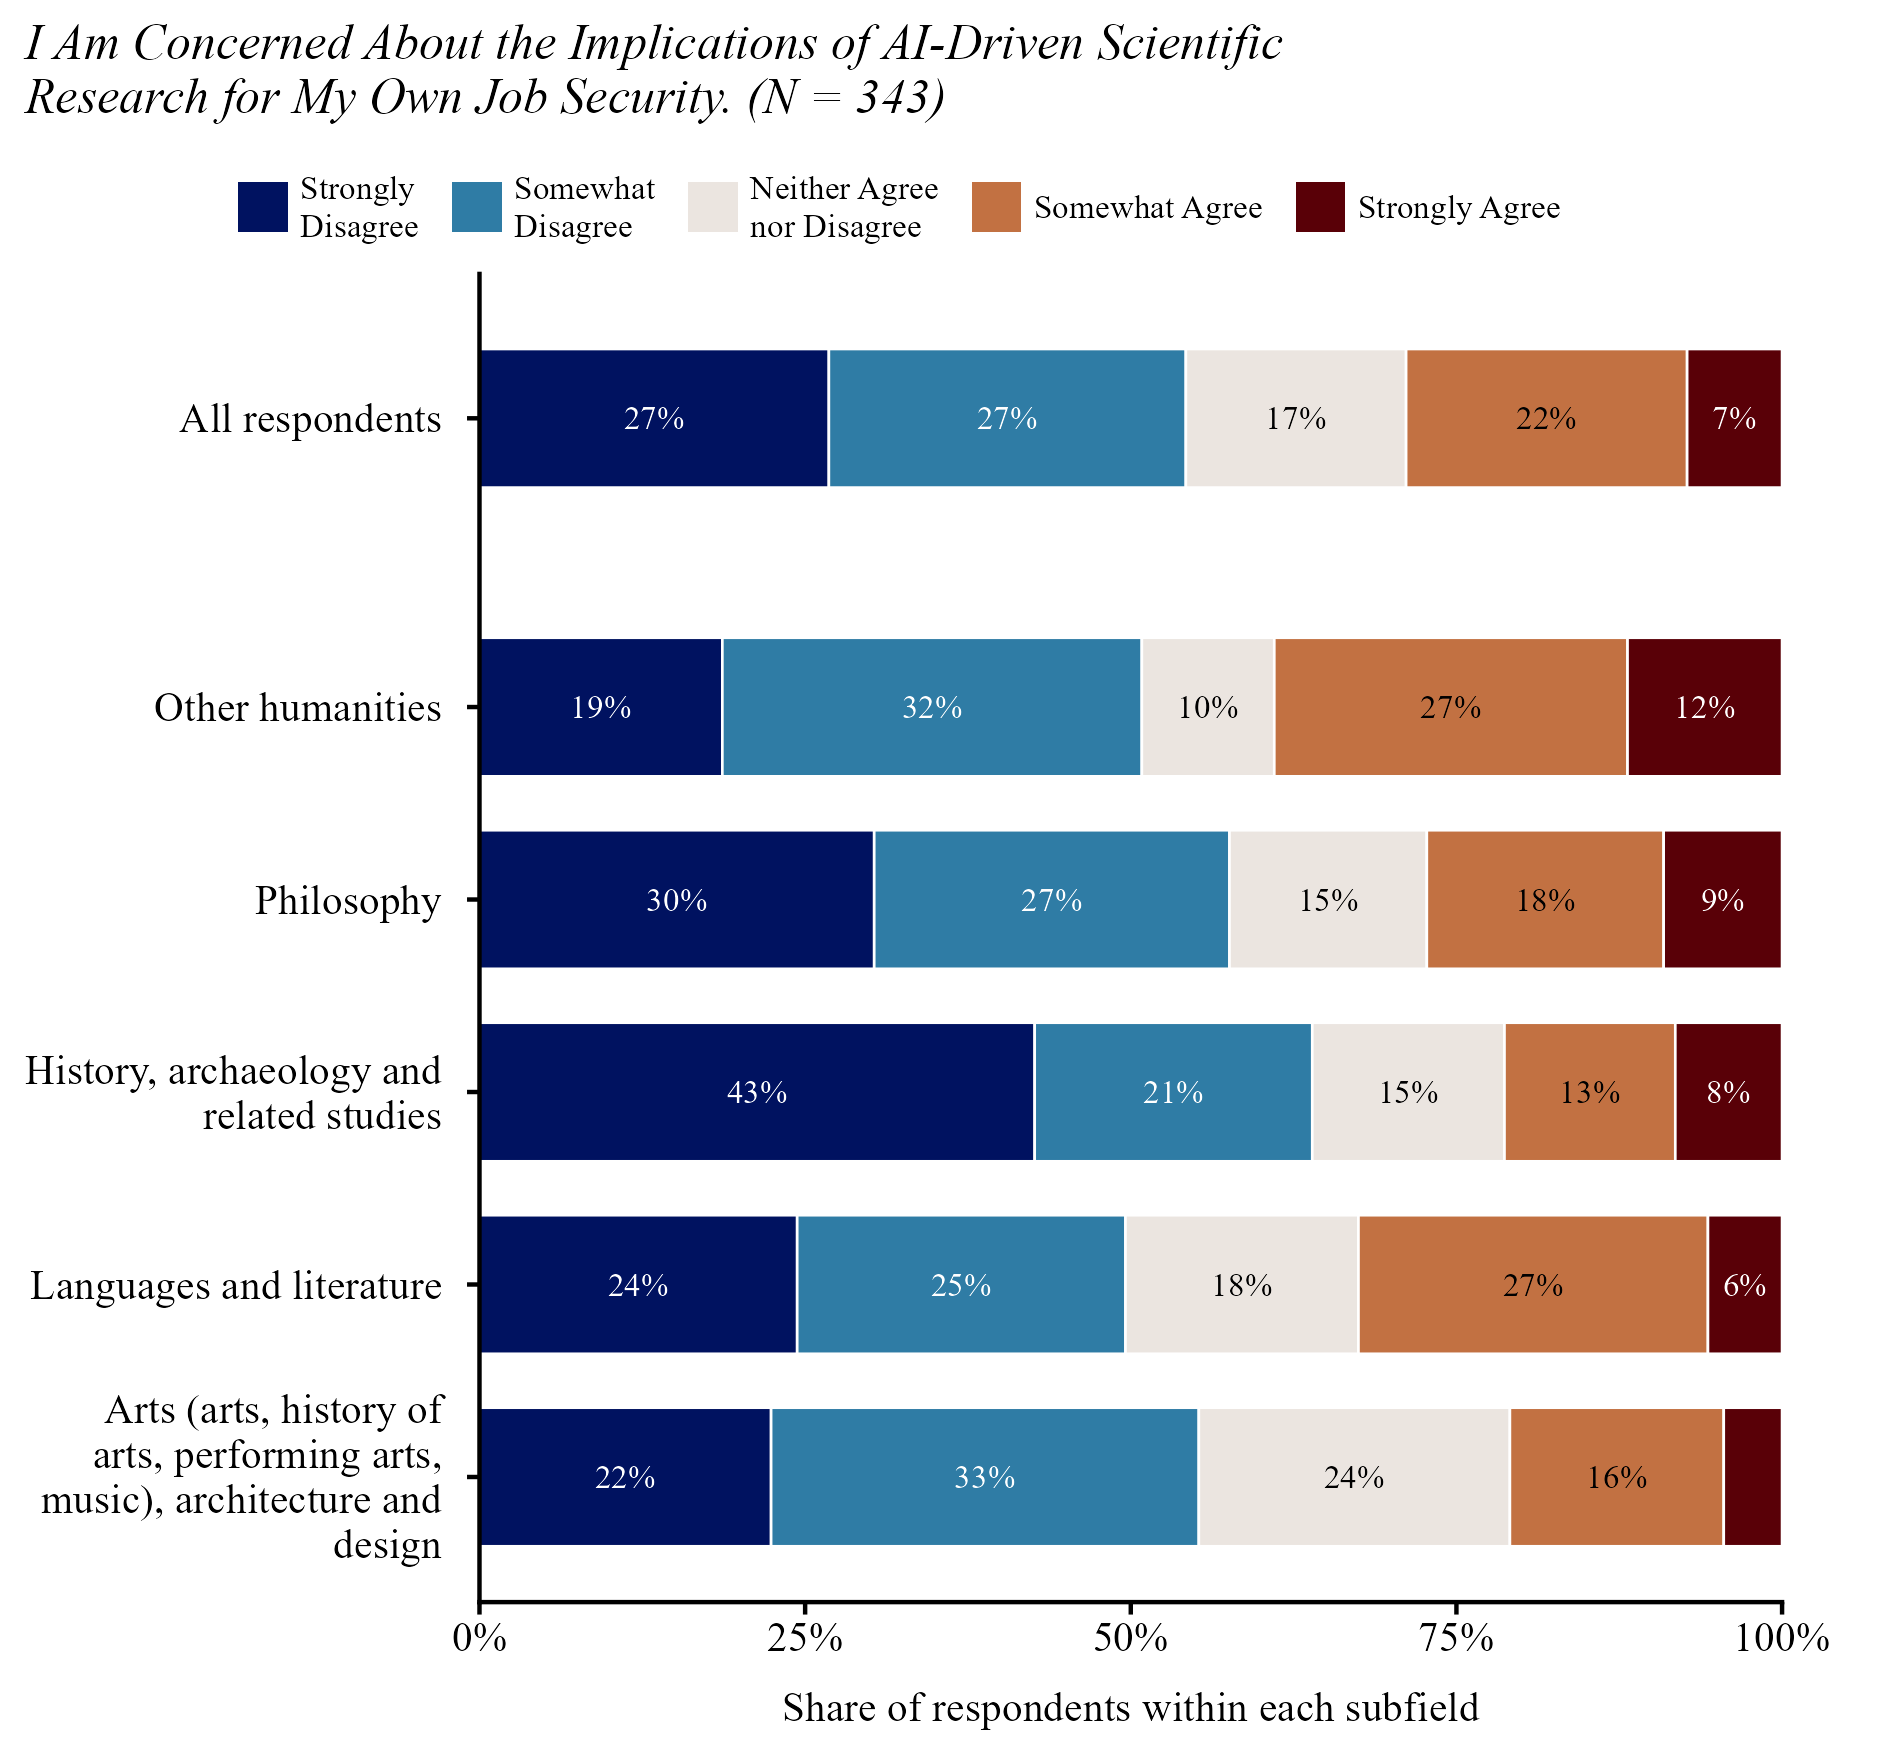 I Am Concerned About the Implications of AI-Driven Scientific
Research for My Own Job Security. (N = 343)
Strongly
Disagree
Somewhat
Disagree
Neither Agree
nor Disagree
Somewhat Agree
Strongly Agree
All respondents
27%
27%
17%
22%
7%
Other humanities
19%
32%
10%
27%
12%
Philosophy
30%
27%
15%
18%
9%
History, archaeology and
related studies
43%
21%
15%
13%
8%
Languages and literature
24%
25%
18%
27%
6%
Arts (arts, history of
arts, performing arts,
music), architecture and
design
22%
33%
24%
16%
0%
25%
50%
75%
100%
Share of respondents within each subfield